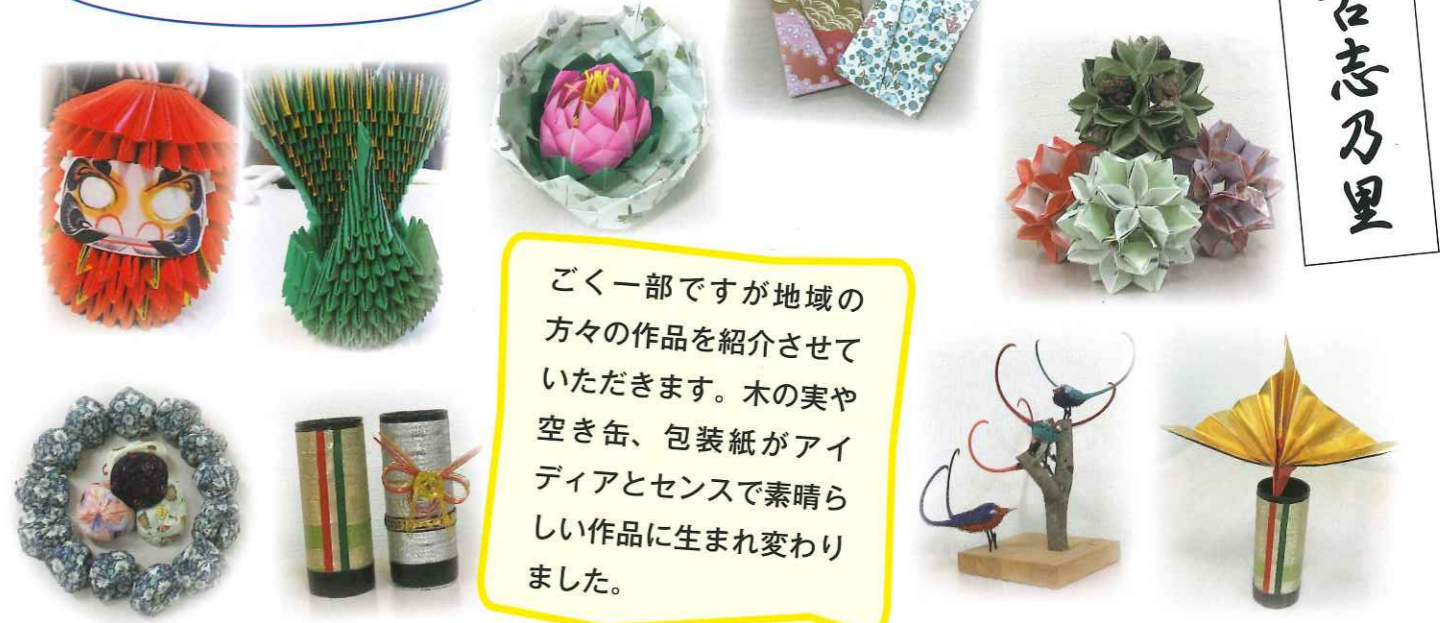 志乃里
ごく一部ですが地域の
方々の作品を紹介させて
いただきます。木の実や
空き缶、包装紙がアイ
ディアとセンスで素晴ら
しい作品に生まれ変わり
ました。